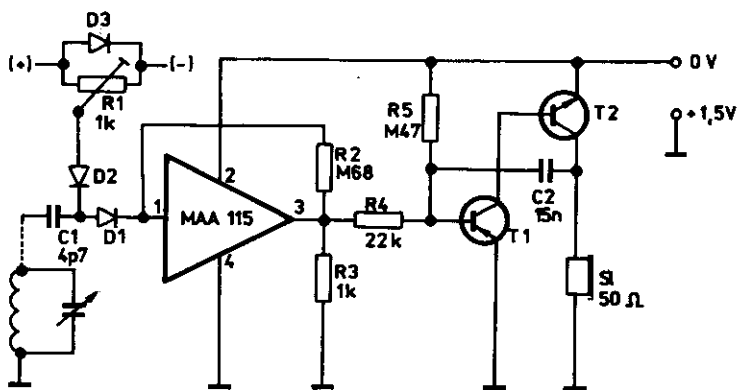 D3
(+)
(-)
R1
1k
0V
R5
M47
T2
+1,5V
R2
M68
D2
C2
15n
1
2
MAA 115
3
R4
22k
T1
C1
4p7
D1
4
R3
1k
Sl
50 Ω